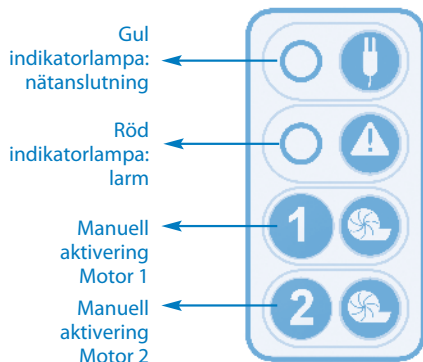 Gul
indikatorlampa:
nätanslutning
Röd
indikatorlampa:
larm
Manuell
aktivering
Motor 1
1
Manuell
aktivering
Motor 2
2